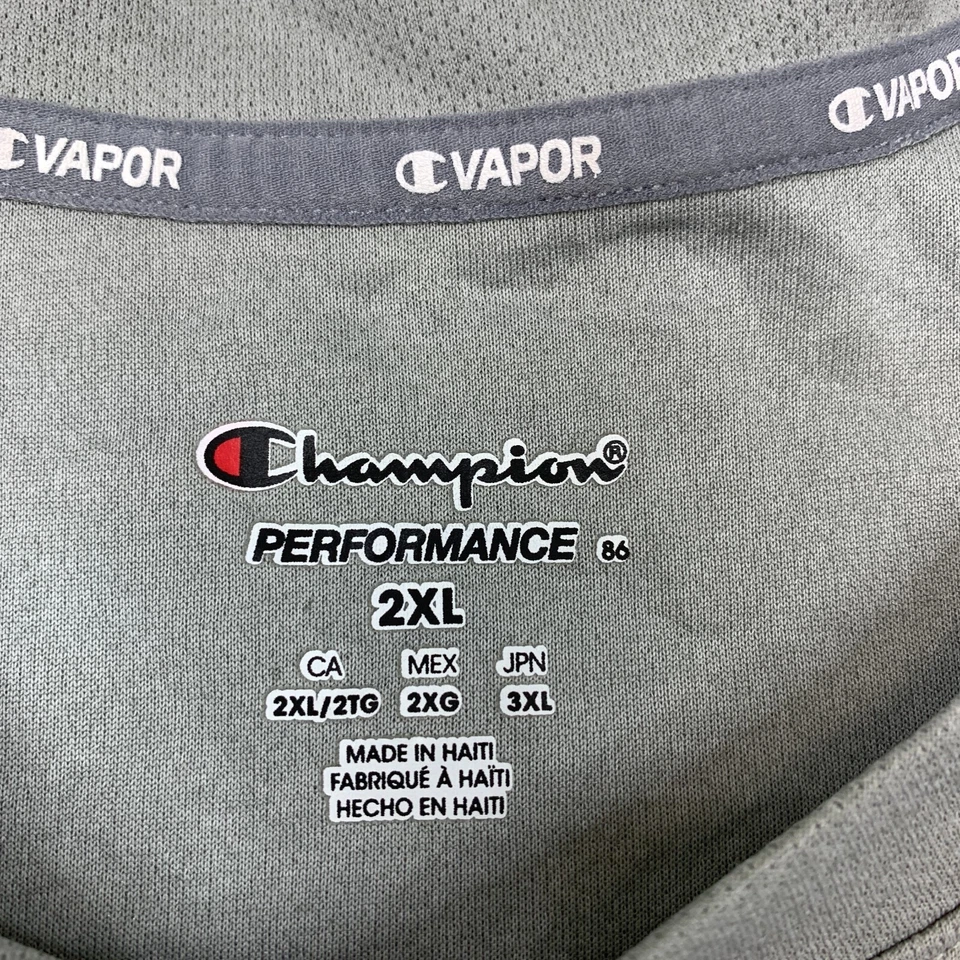 C VAPOR C VAPOR C VAPOR
Champion®
PERFORMANCE 86
2XL
CA MEX JPN
2XL/2TG 2XG 3XL
MADE IN HAITI
FABRIQUÉ À HAÏTI
HECHO EN HAITI